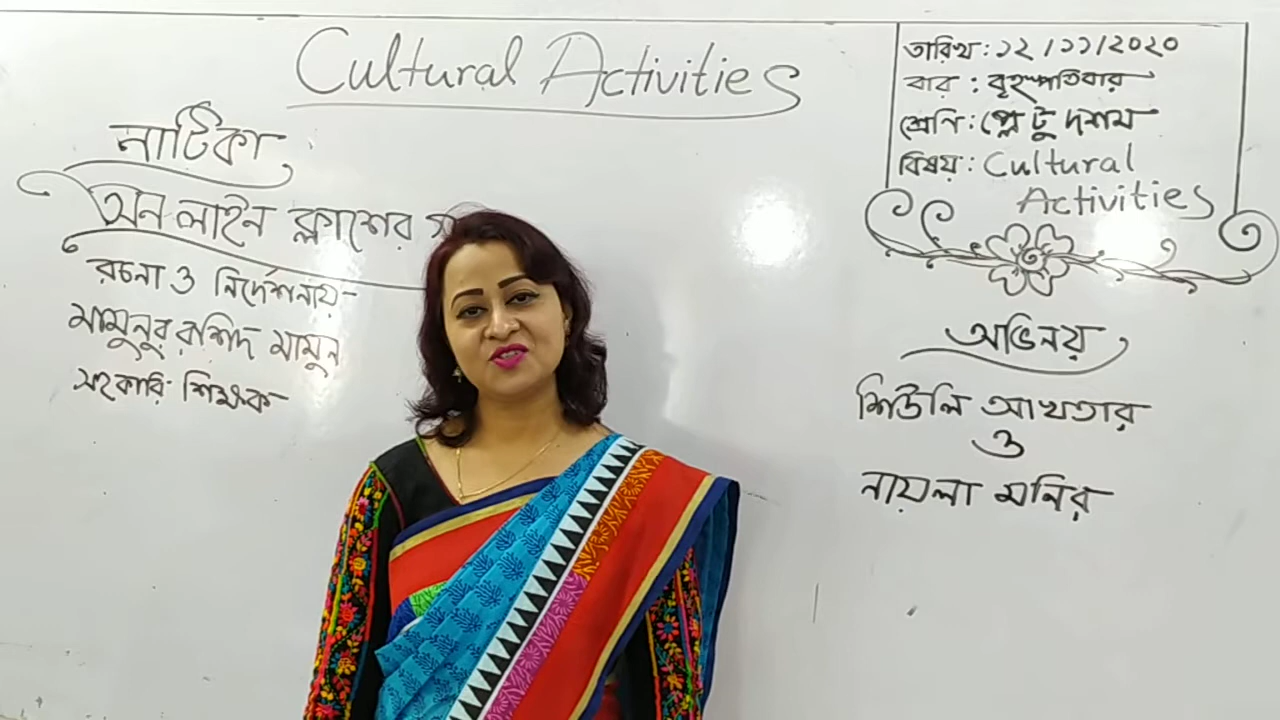 Cultural Activities
নাটিকা
অনলাইন ক্লাশের
রচনা ও নির্দেশনায়
মামুনুর রশিদ মামুন
সহকারি শিক্ষক
তারিখ: ১২/১১/২০২০
বার : বৃহস্পতিবার
শ্রেণি: প্লে টু দশম
বিষয়: Cultural
Activities
অভিনয়
শিউলি আখতার
ও
নায়লা মনির